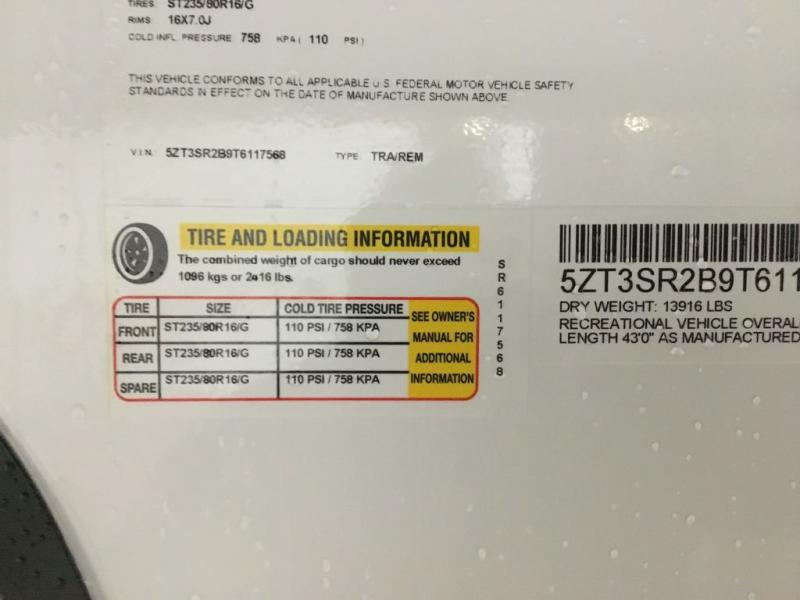 TIRES ST235/80R16/G
RIMS 16X7.0J
COLD INFL. PRESSURE 758 KPA( 110 PSI)
THIS VEHICLE CONFORMS TO ALL APPLICABLE U.S. FEDERAL MOTOR VEHICLE SAFETY
STANDARDS IN EFFECT ON THE DATE OF MANUFACTURE SHOWN ABOVE.
V.I.N. 5ZT3SR2B9T6117568 TYPE TRA/REM
TIRE AND LOADING INFORMATION
The combined weight of cargo should never exceed
1096 kgs or 2416 lbs.
TIRE SIZE COLD TIRE PRESSURE
FRONT ST235/80R16/G 110 PSI / 758 KPA
REAR ST235/80R16/G 110 PSI / 758 KPA
SPARE ST235/80R16/G 110 PSI / 758 KPA
SEE OWNER'S
MANUAL FOR
ADDITIONAL
INFORMATION
SR6117568
5ZT3SR2B9T611
DRY WEIGHT: 13916 LBS
RECREATIONAL VEHICLE OVERAL
LENGTH 43'0" AS MANUFACTURED